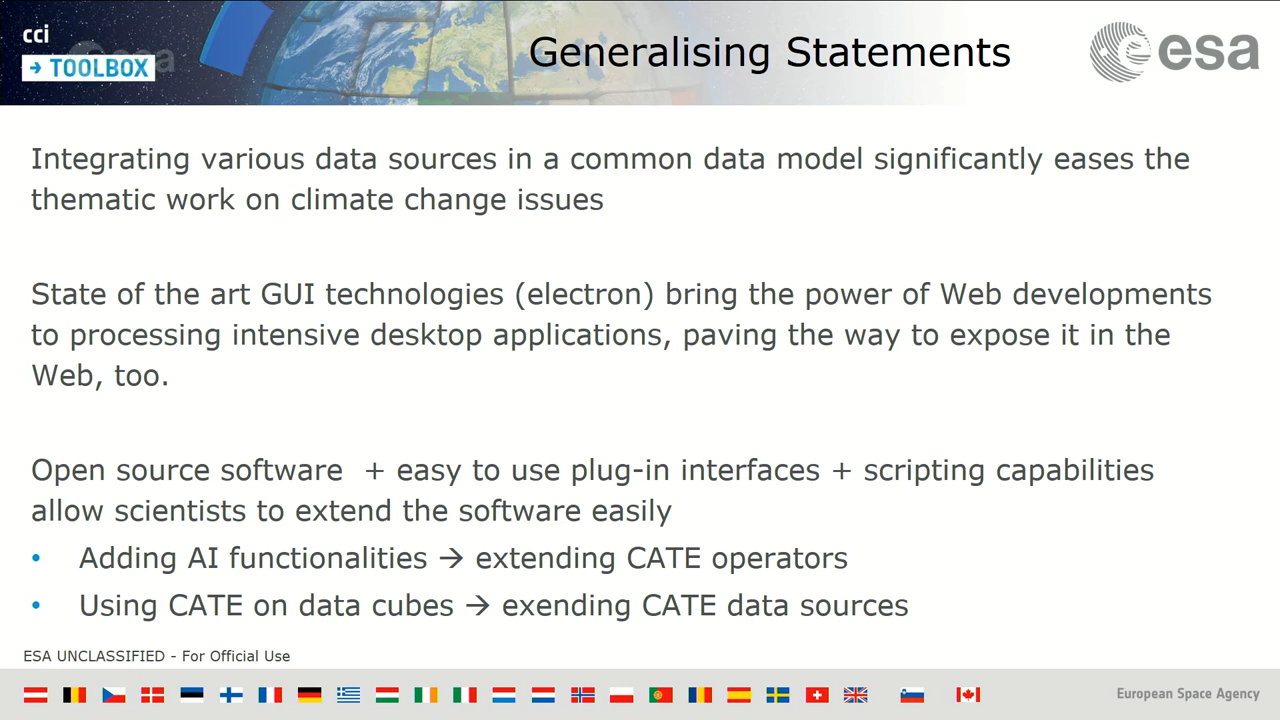 cci
→ TOOLBOX
esa
Generalising Statements
esa
Integrating various data sources in a common data model significantly eases the
thematic work on climate change issues
State of the art GUI technologies (electron) bring the power of Web developments
to processing intensive desktop applications, paving the way to expose it in the
Web, too.
Open source software + easy to use plug-in interfaces + scripting capabilities
allow scientists to extend the software easily
• Adding AI functionalities → extending CATE operators
• Using CATE on data cubes → exending CATE data sources
ESA UNCLASSIFIED - For Official Use
European Space Agency